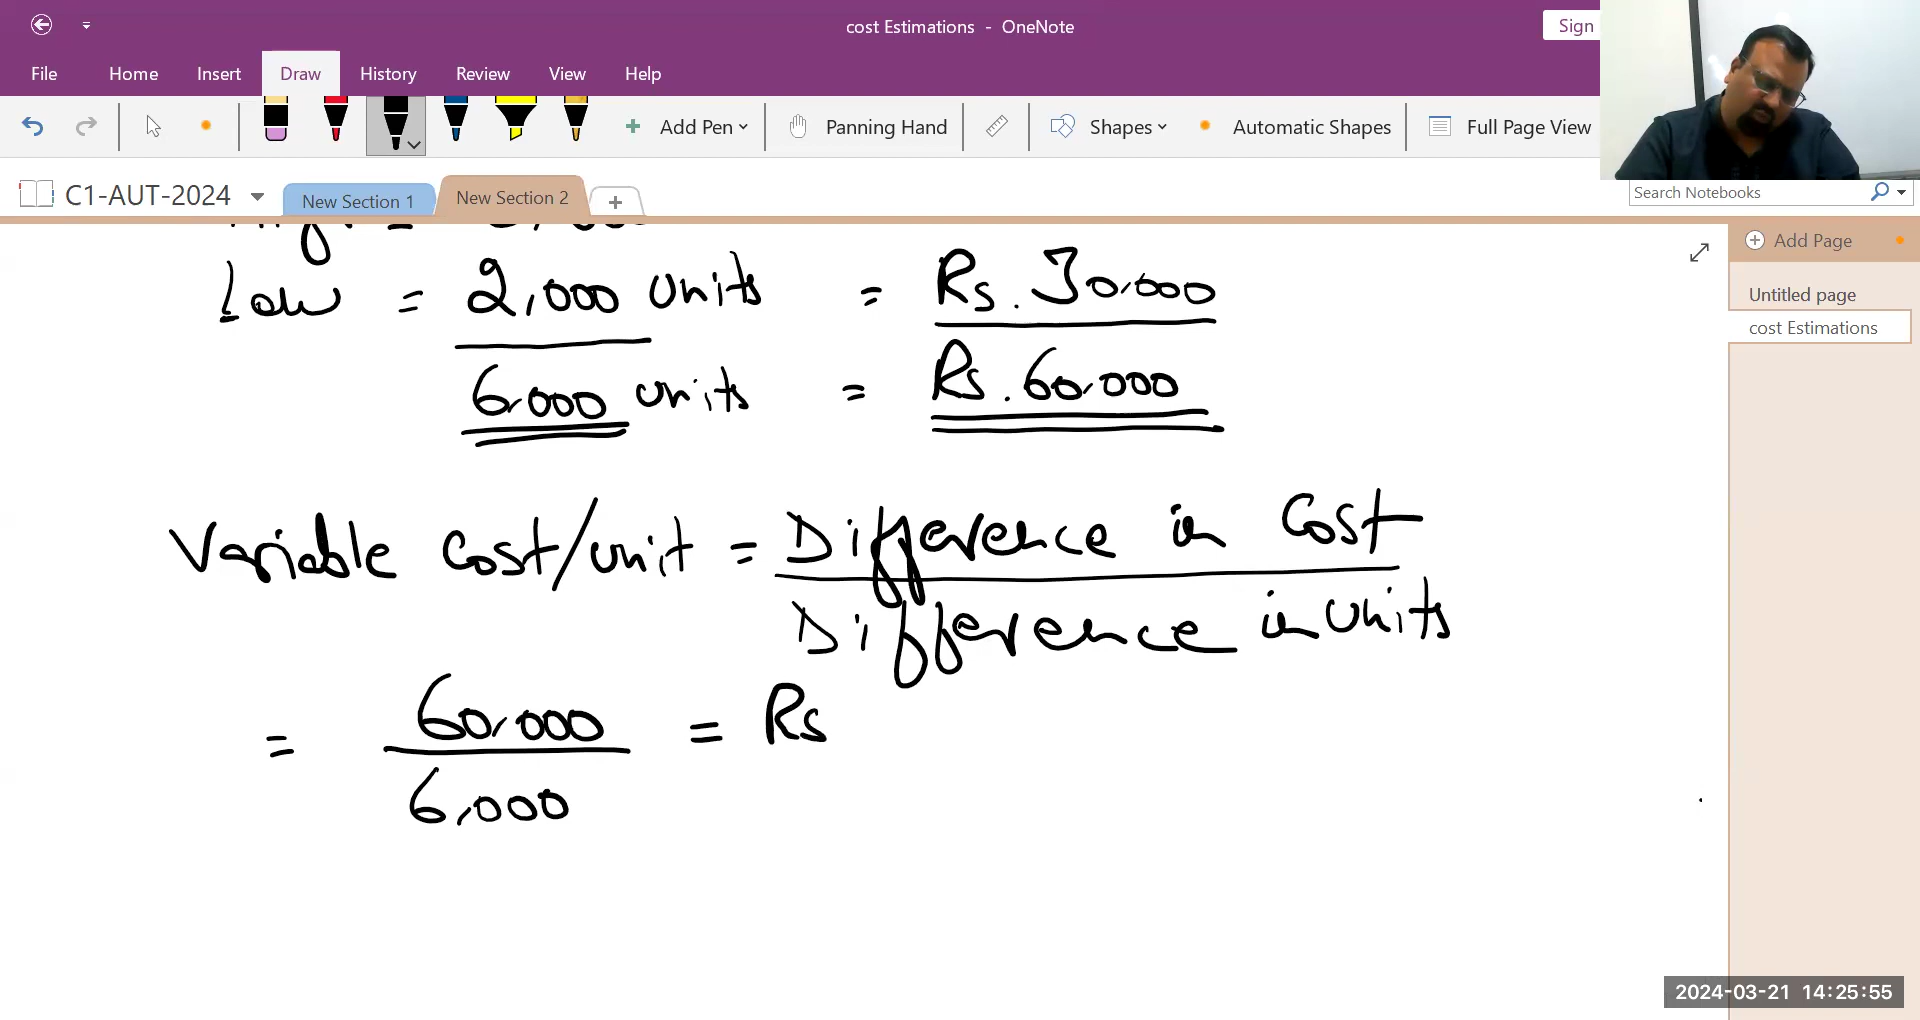 cost Estimations - OneNote
Sign
File Home Insert Draw History Review View Help
Add Pen Panning Hand Shapes Automatic Shapes Full Page View
C1-AUT-2024 New Section 1 New Section 2
Search Notebooks
Add Page
Untitled page
cost Estimations
Low = 2,000 units = Rs. 30,000
6,000 units = Rs. 60,000
Variable Cost/unit = Difference in Cost
Difference in units
= 60,000 = Rs
6,000
2024-03-21 14:25:55